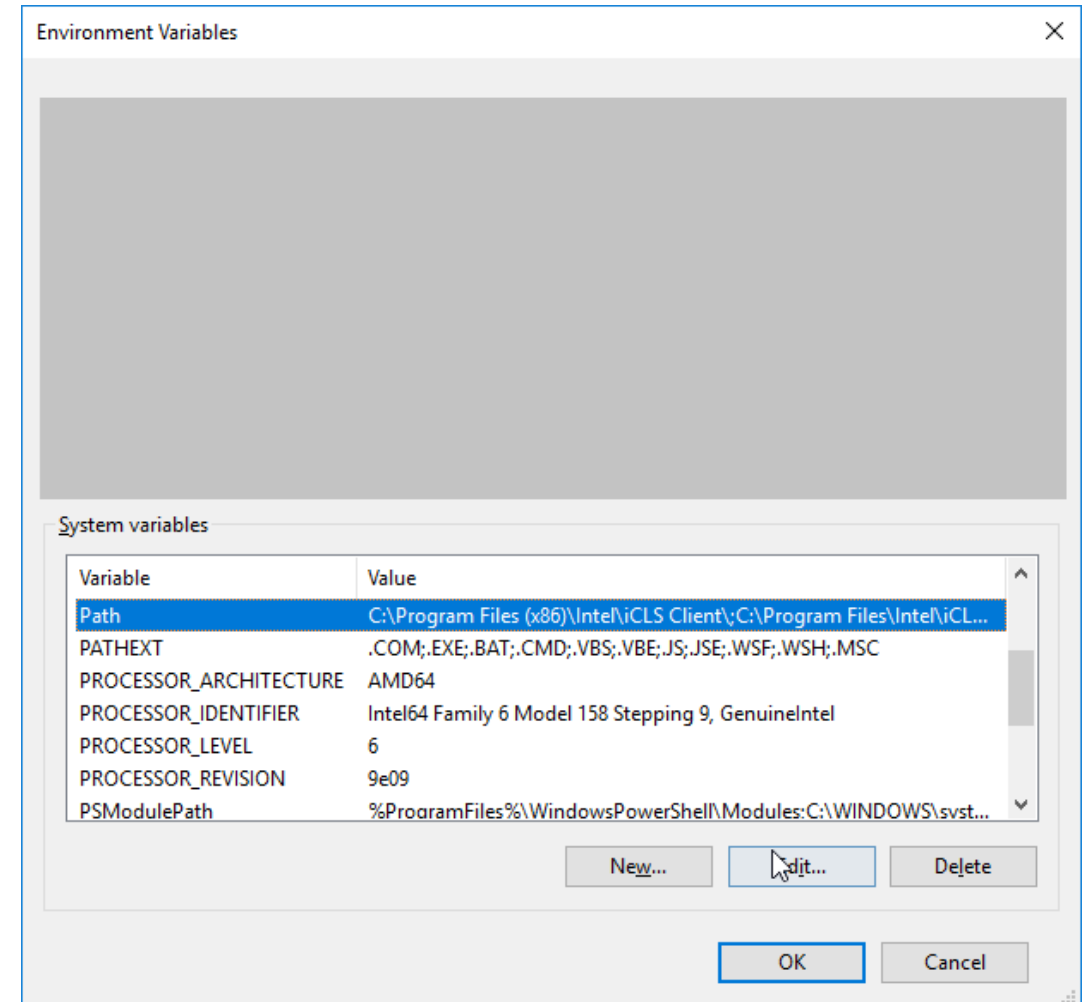 Environment Variables
System variables
Variable Value
Path C:\Program Files (x86)\Intel\iCLS Client\;C:\Program Files\Intel\iCL...
PATHEXT .COM;.EXE;.BAT;.CMD;.VBS;.VBE;.JS;.JSE;.WSF;.WSH;.MSC
PROCESSOR_ARCHITECTURE AMD64
PROCESSOR_IDENTIFIER Intel64 Family 6 Model 158 Stepping 9, GenuineIntel
PROCESSOR_LEVEL 6
PROCESSOR_REVISION 9e09
PSModulePath %ProgramFiles%\WindowsPowerShell\Modules;C:\WINDOWS\syst...
New... Edit... Delete
OK Cancel